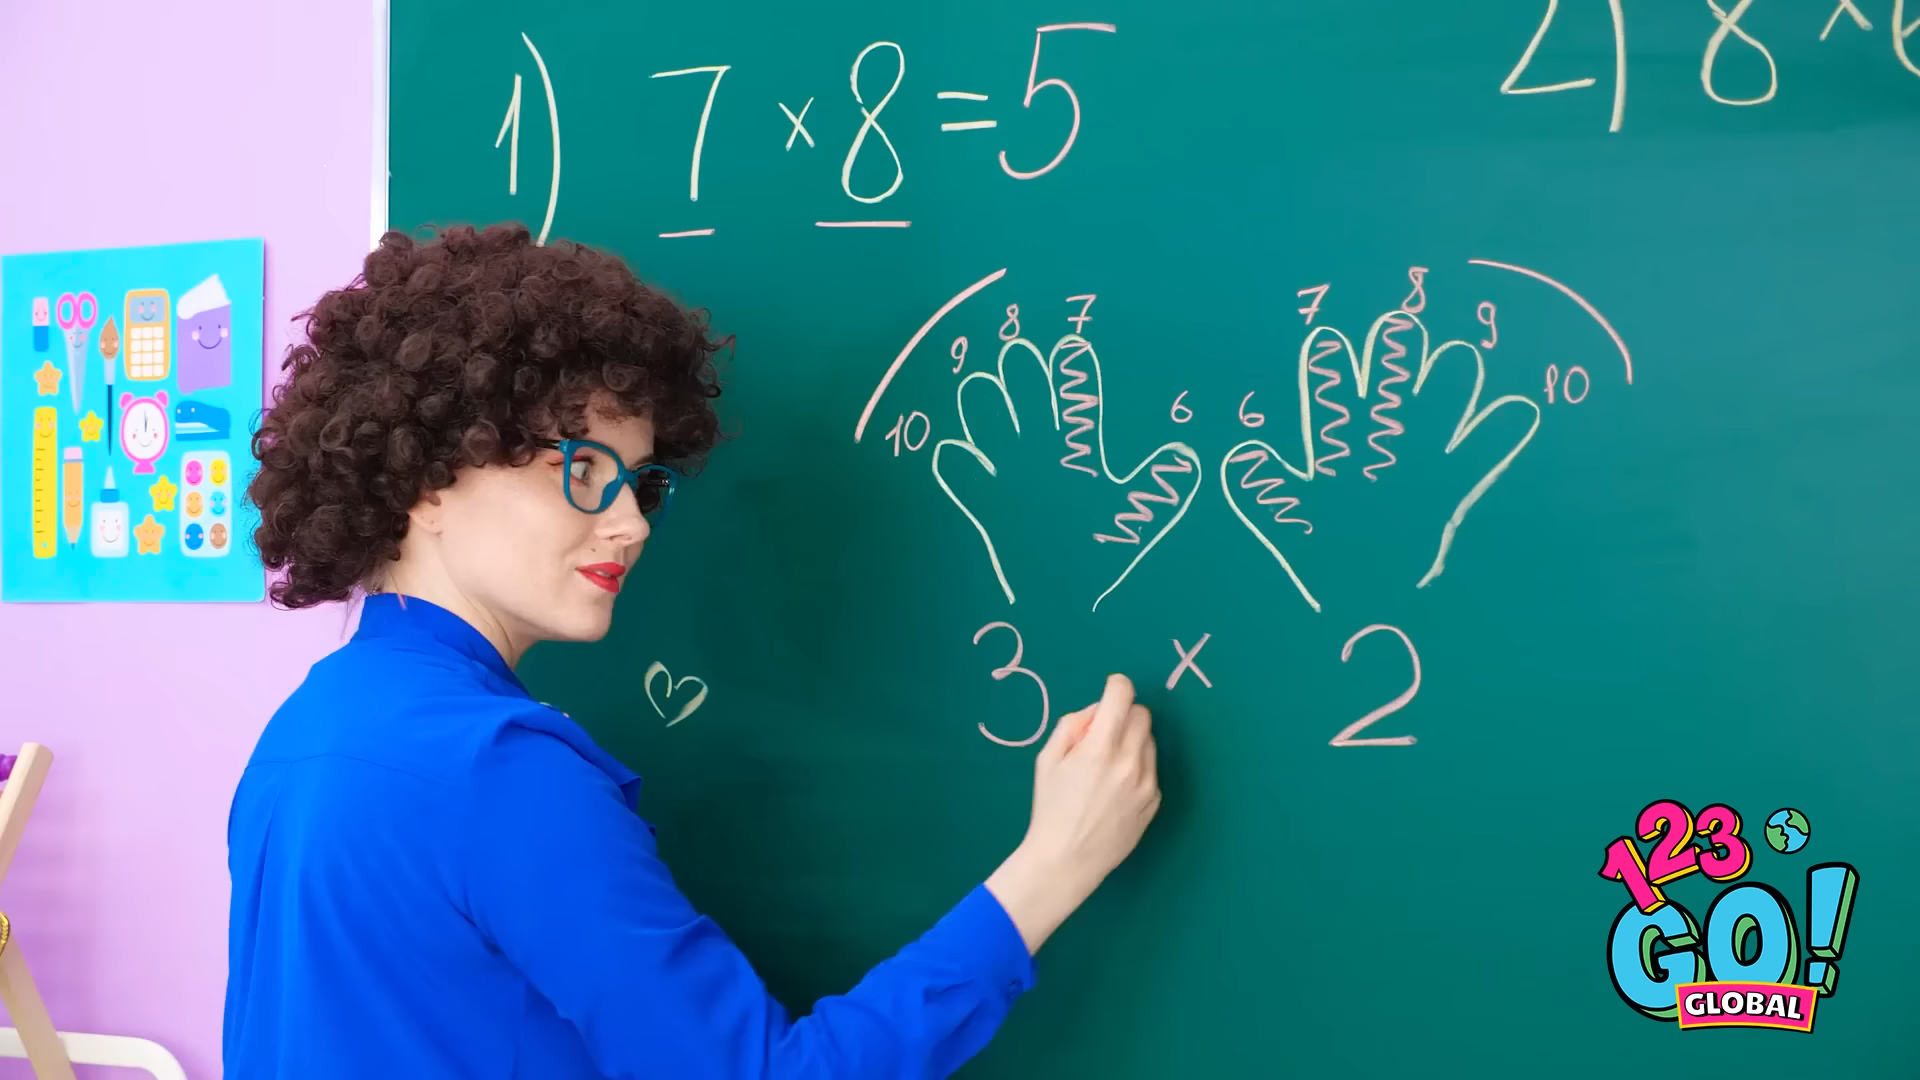 1) 7 × 8 = 5
2) 8 ×
10 9 8 7 6
6 7 8 9 10
3 × 2
123
GO!
GLOBAL